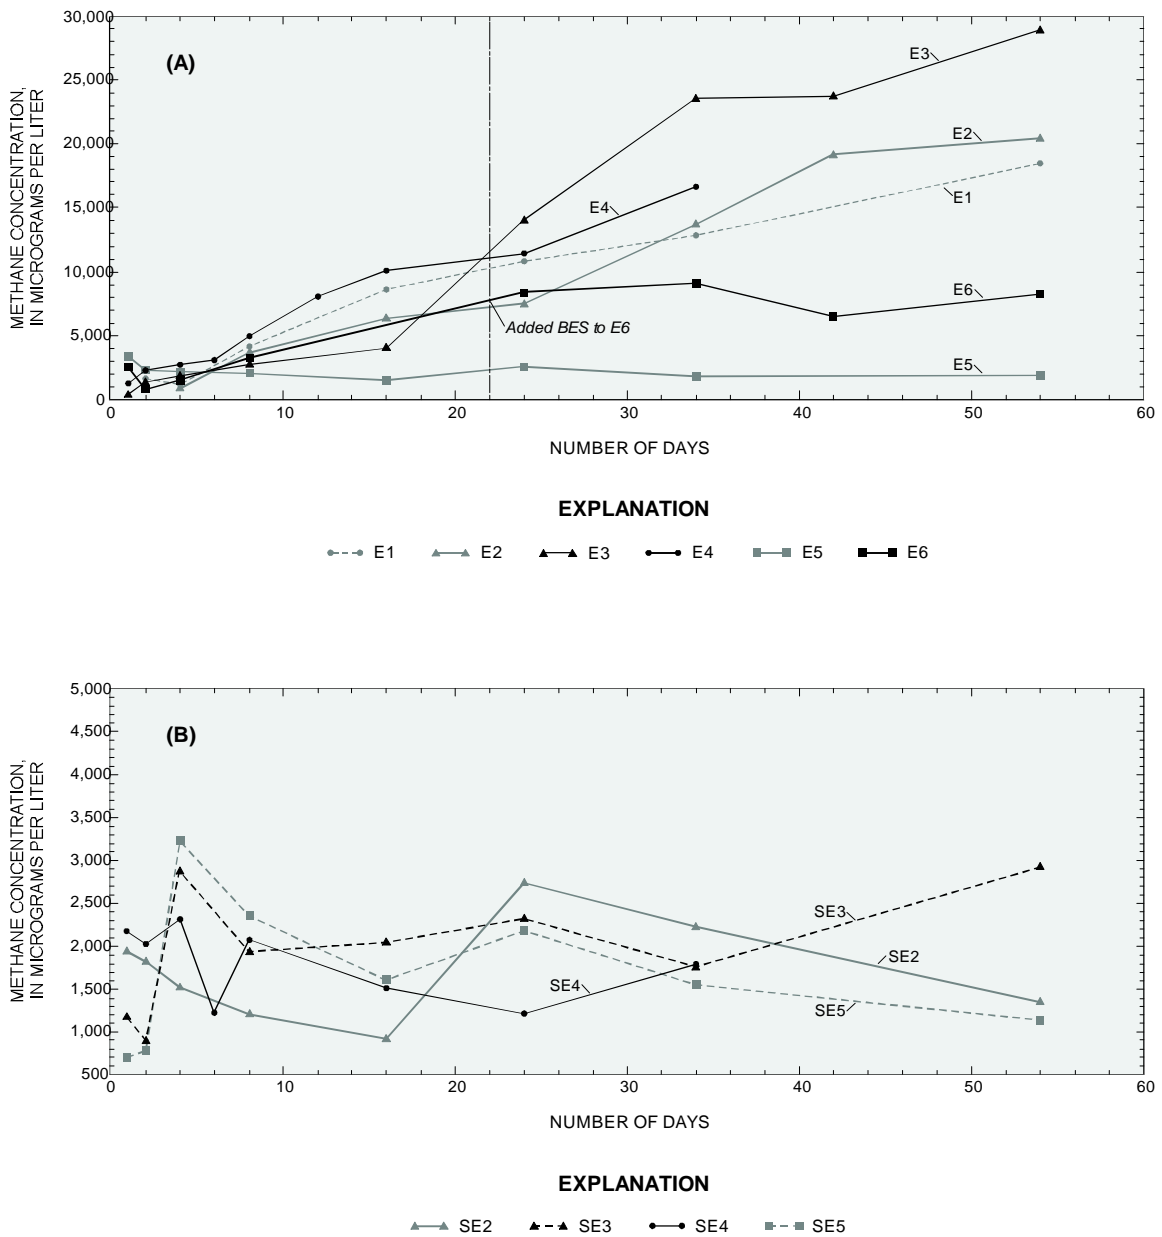 30,000
25,000
20,000
15,000
10,000
5,000
0
METHANE CONCENTRATION,
IN MICROGRAMS PER LITER
(A)
E3
E2
E1
E4
E6
Added BES to E6
E5
0 10 20 30 40 50 60
NUMBER OF DAYS
EXPLANATION
E1 E2 E3 E4 E5 E6
5,000
4,500
4,000
3,500
3,000
2,500
2,000
1,500
1,000
500
METHANE CONCENTRATION,
IN MICROGRAMS PER LITER
(B)
SE3
SE2
SE4
SE5
0 10 20 30 40 50 60
NUMBER OF DAYS
EXPLANATION
SE2 SE3 SE4 SE5